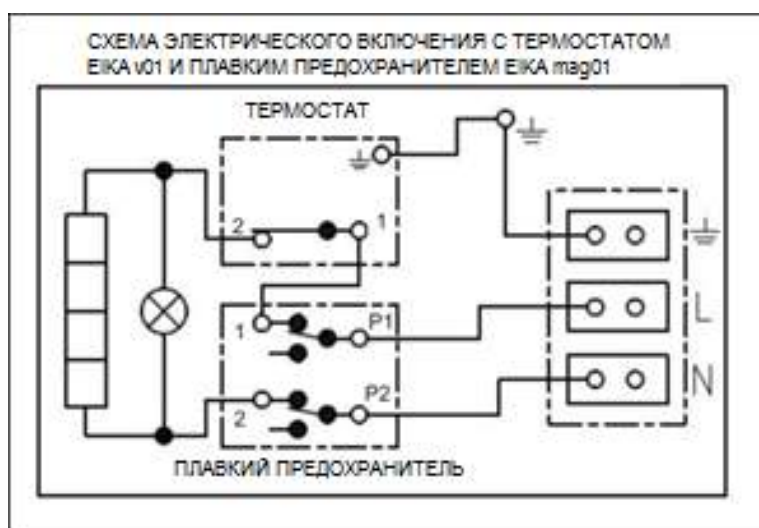 СХЕМА ЭЛЕКТРИЧЕСКОГО ВКЛЮЧЕНИЯ С ТЕРМОСТАТОМ
EIKA v01 И ПЛАВКИМ ПРЕДОХРАНИТЕЛЕМ EIKA mag01
ТЕРМОСТАТ
2 1
1 P1
L
2 P2
N
ПЛАВКИЙ ПРЕДОХРАНИТЕЛЬ